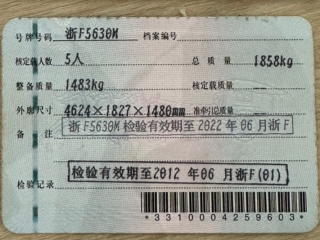 号牌号码 浙F5630M 档案编号
核定载人数 5人 总质量 1858kg
整备质量 1483kg 核定载质量
外廓尺寸 4624×1827×1480mm 准牵引总质量
备注 浙F5630M 检验有效期至2022年06月浙F
检验有效期至2012年06月浙F(01)
检验记录
*3310004259603*